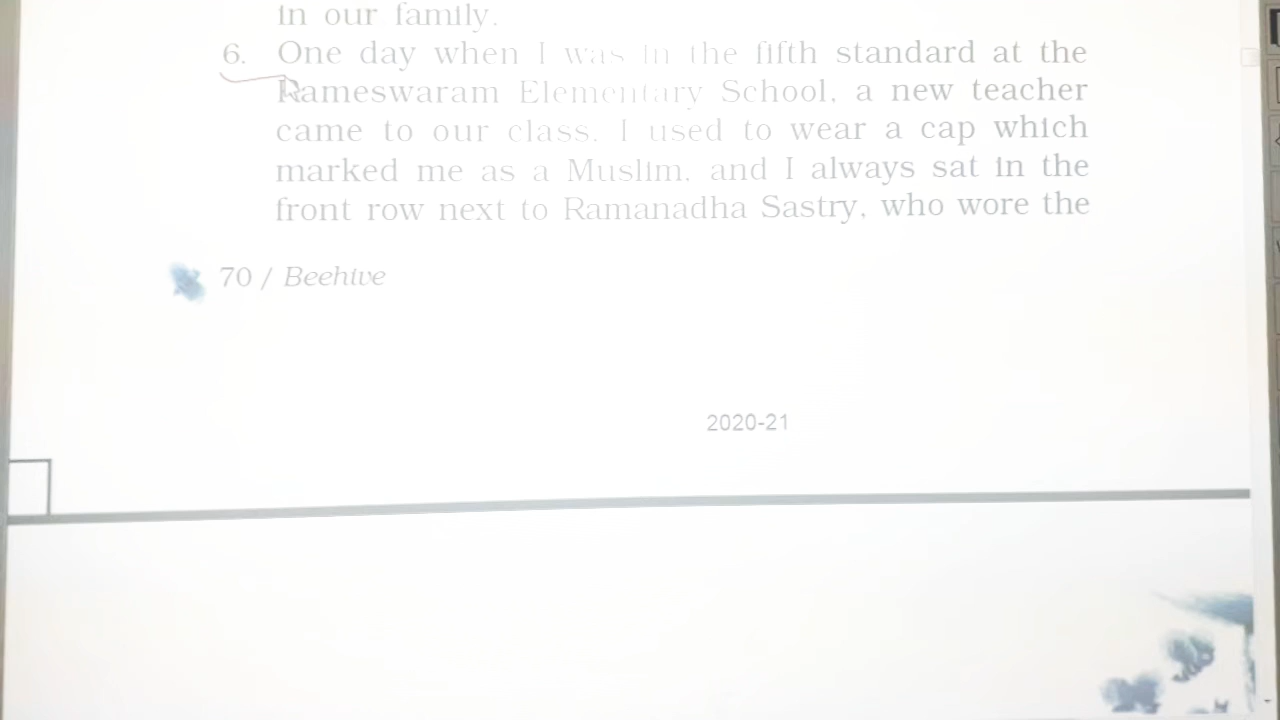 in our family.
6. One day when I was in the fifth standard at the
Rameswaram Elementary School, a new teacher
came to our class. I used to wear a cap which
marked me as a Muslim, and I always sat in the
front row next to Ramanadha Sastry, who wore the
70 / Beehive
2020-21